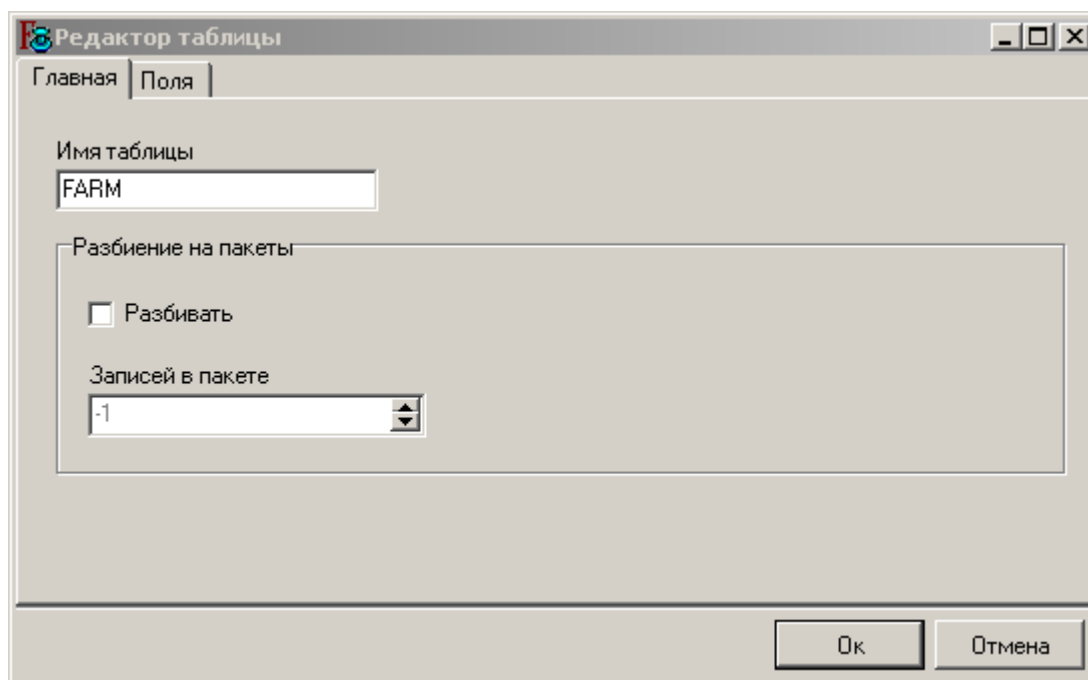 Редактор таблицы
Главная
Поля
Имя таблицы
FARM
Разбиение на пакеты
Разбивать
Записей в пакете
-1
Ок
Отмена